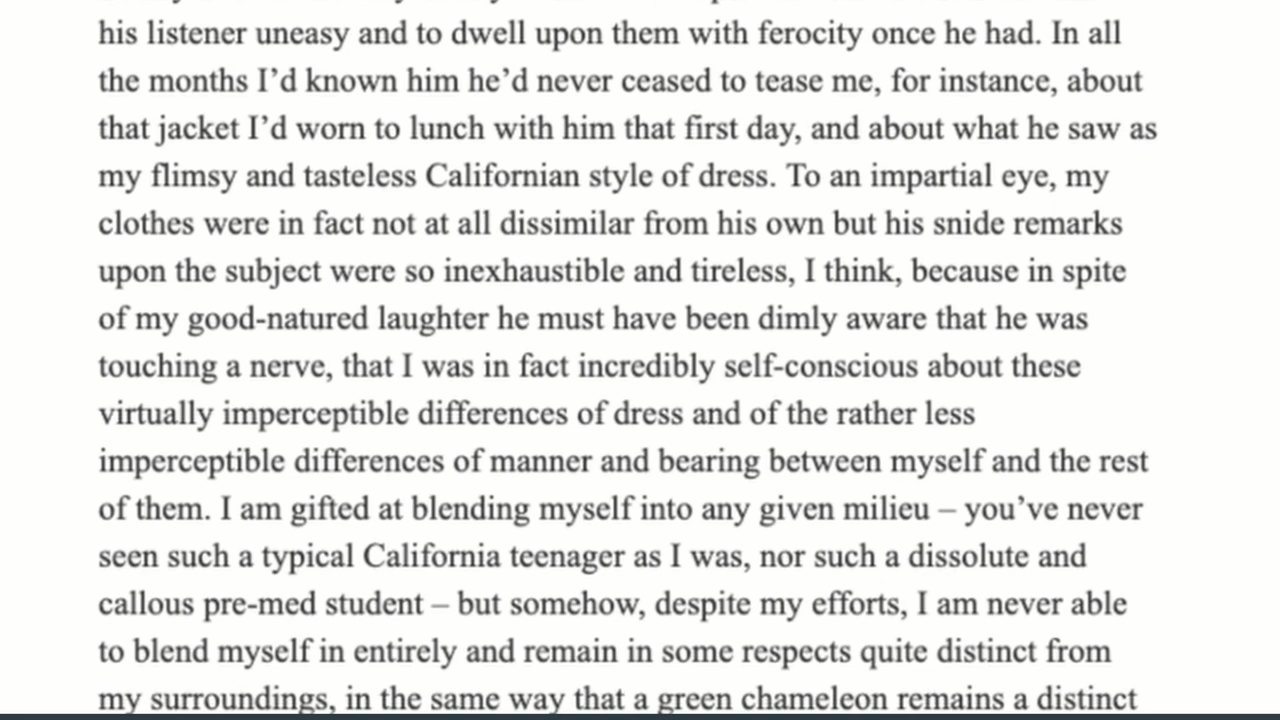 his listener uneasy and to dwell upon them with ferocity once he had. In all
the months I’d known him he’d never ceased to tease me, for instance, about
that jacket I’d worn to lunch with him that first day, and about what he saw as
my flimsy and tasteless Californian style of dress. To an impartial eye, my
clothes were in fact not at all dissimilar from his own but his snide remarks
upon the subject were so inexhaustible and tireless, I think, because in spite
of my good-natured laughter he must have been dimly aware that he was
touching a nerve, that I was in fact incredibly self-conscious about these
virtually imperceptible differences of dress and of the rather less
imperceptible differences of manner and bearing between myself and the rest
of them. I am gifted at blending myself into any given milieu – you’ve never
seen such a typical California teenager as I was, nor such a dissolute and
callous pre-med student – but somehow, despite my efforts, I am never able
to blend myself in entirely and remain in some respects quite distinct from
my surroundings, in the same way that a green chameleon remains a distinct